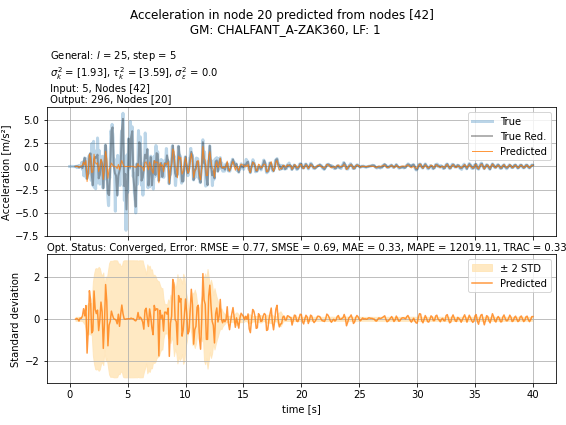 Acceleration in node 20 predicted from nodes [42]
GM: CHALFANT_A-ZAK360, LF: 1
General: l = 25, step = 5
σ²ₖ = [1.93], τ²ₖ = [3.59], σ²ε = 0.0
Input: 5, Nodes [42]
Output: 296, Nodes [20]
Acceleration [m/s²]
5.0
2.5
0.0
−2.5
−5.0
−7.5
True
True Red.
Predicted
Opt. Status: Converged, Error: RMSE = 0.77, SMSE = 0.69, MAE = 0.33, MAPE = 12019.11, TRAC = 0.33
Standard deviation
2
0
−2
± 2 STD
Predicted
0 5 10 15 20 25 30 35 40
time [s]